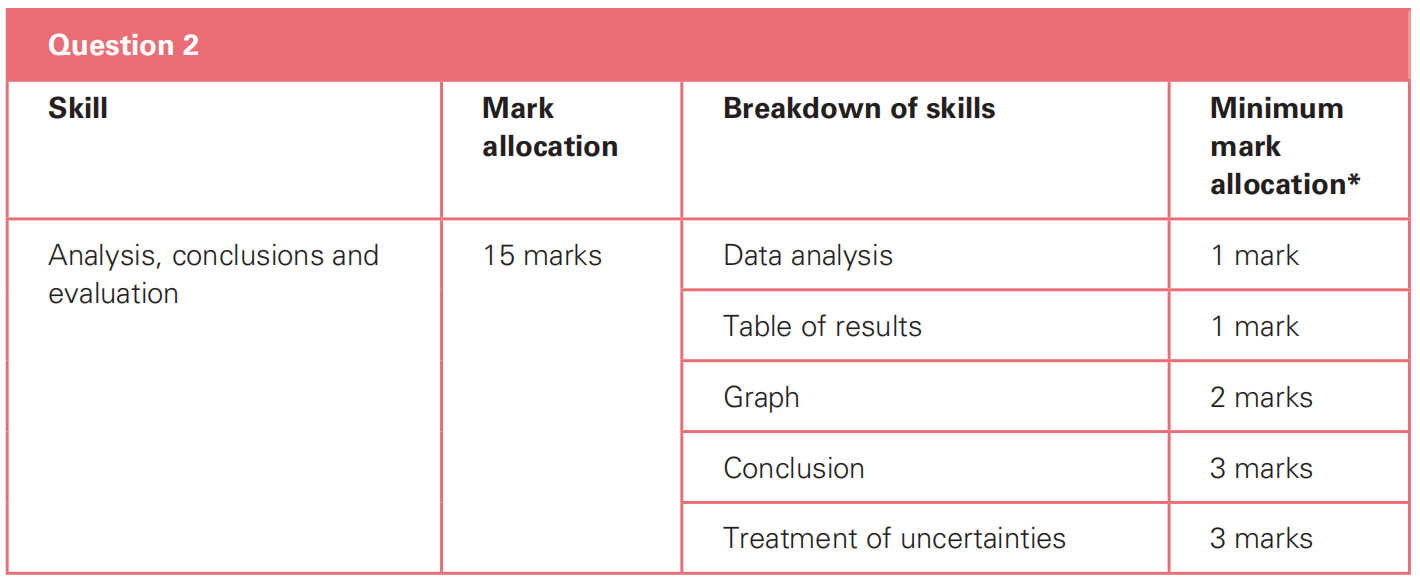 Question 2
Skill
Mark
allocation
Breakdown of skills
Minimum
mark
allocation*
Analysis, conclusions and
evaluation
15 marks
Data analysis
1 mark
Table of results
1 mark
Graph
2 marks
Conclusion
3 marks
Treatment of uncertainties
3 marks